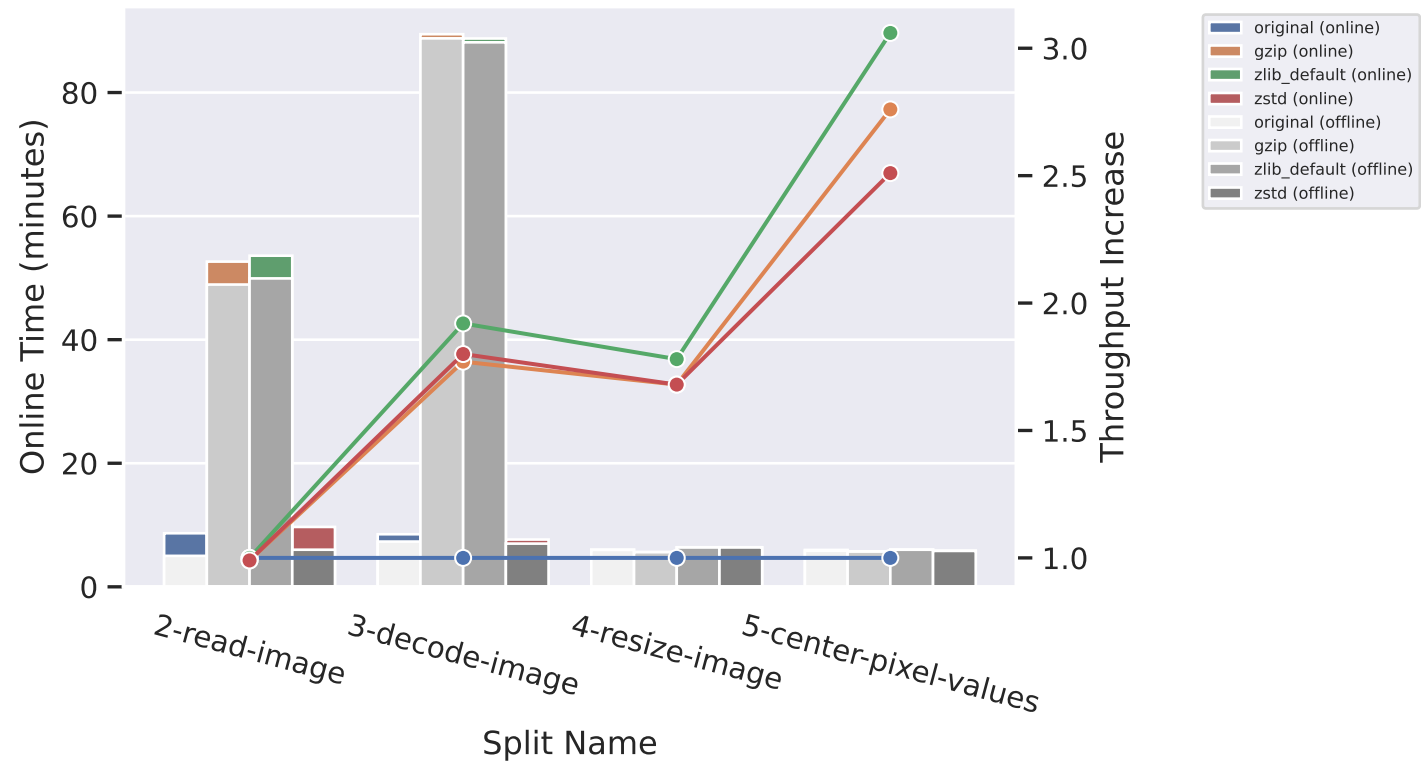 Online Time (minutes)
80
60
40
20
0
3.0
2.5
2.0
1.5
1.0
Throughput Increase
2-read-image
3-decode-image
4-resize-image
5-center-pixel-values
Split Name
original (online)
gzip (online)
zlib_default (online)
zstd (online)
original (offline)
gzip (offline)
zlib_default (offline)
zstd (offline)